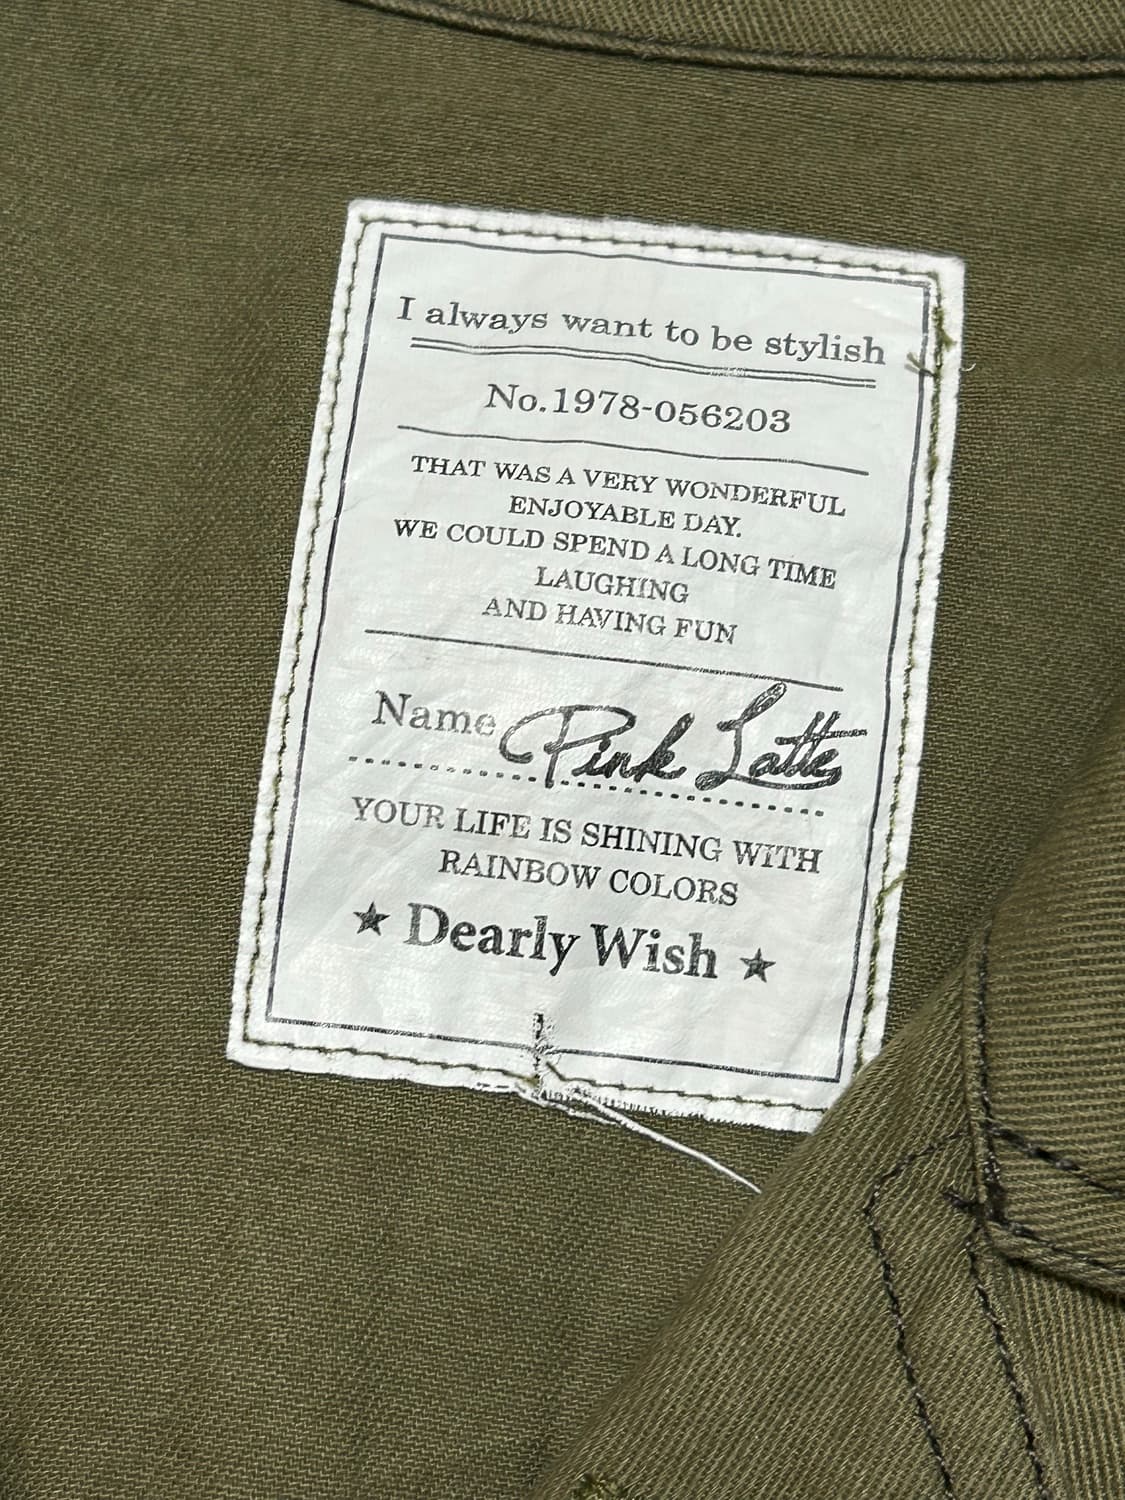 I always want to be stylish
No.1978-056203
THAT WAS A VERY WONDERFUL
ENJOYABLE DAY.
WE COULD SPEND A LONG TIME
LAUGHING
AND HAVING FUN
Name Pink Latte
YOUR LIFE IS SHINING WITH
RAINBOW COLORS
★ Dearly Wish ★